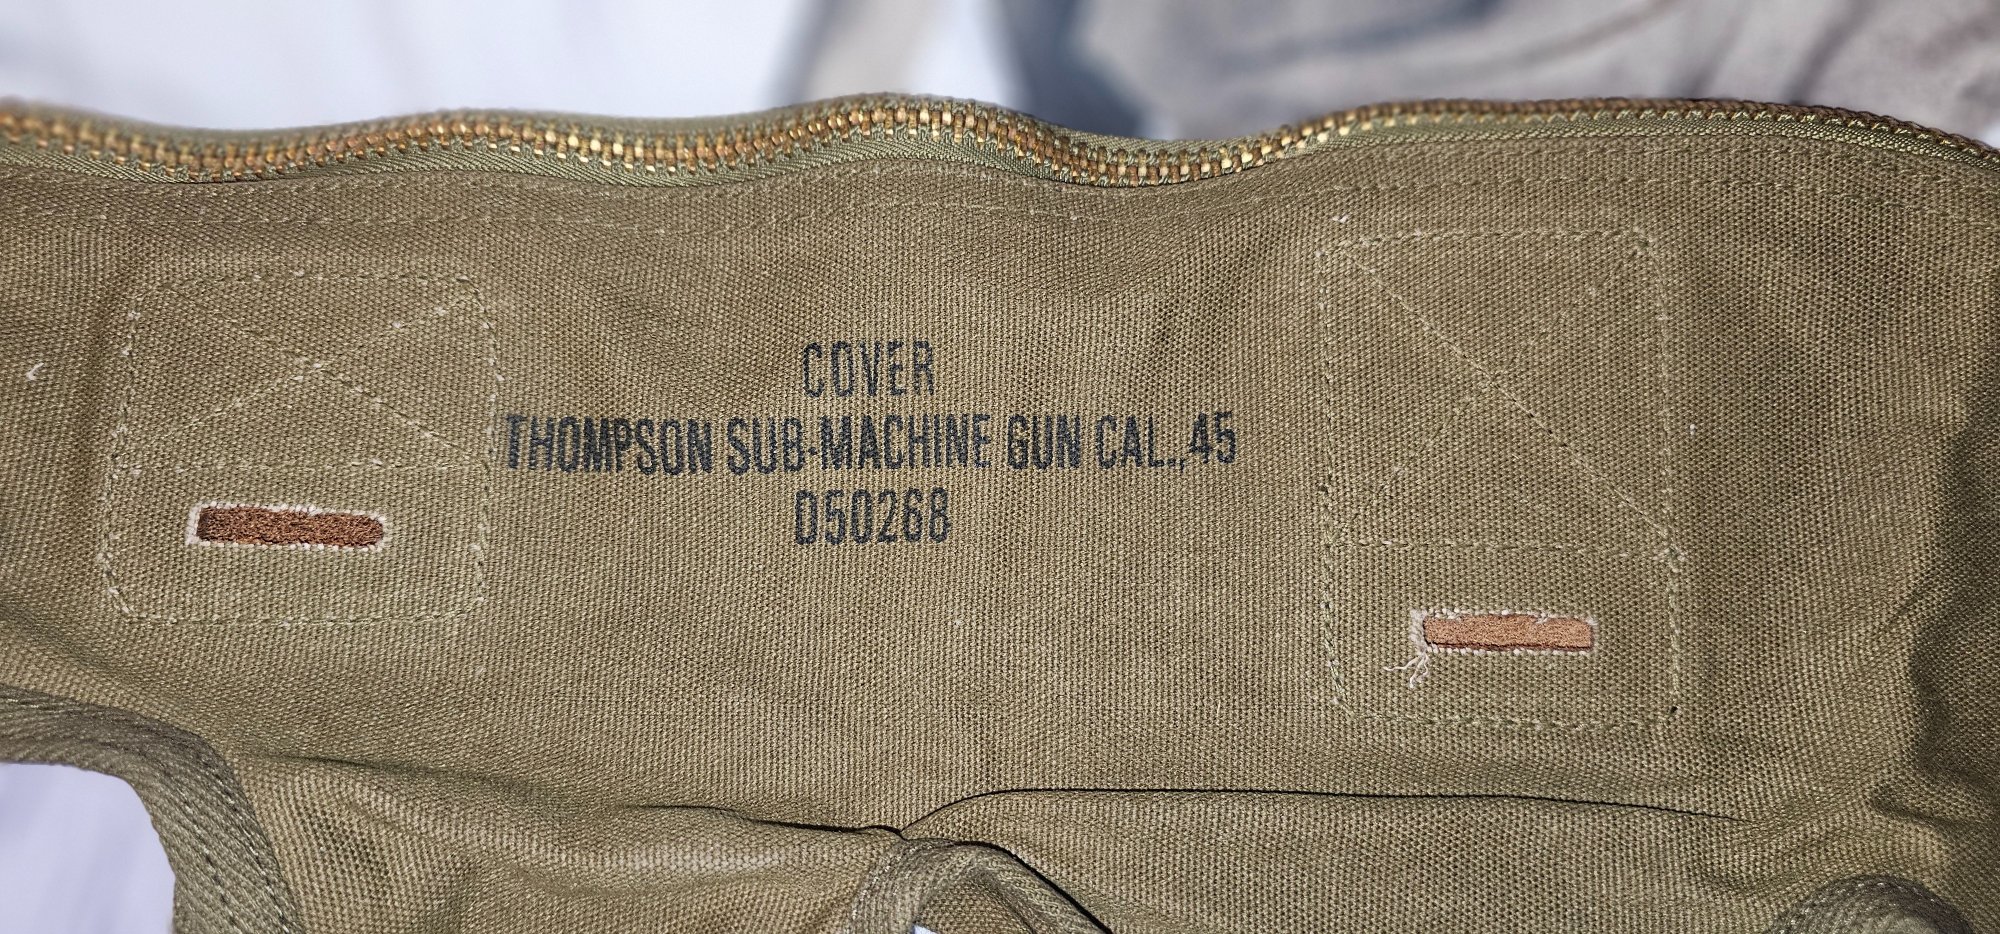 COVER
THOMPSON SUB-MACHINE GUN CAL.,45
D50268